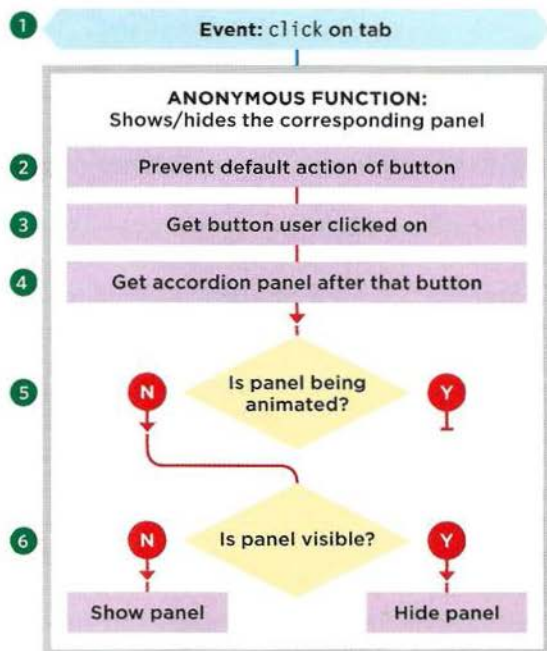 1
Event: click on tab
ANONYMOUS FUNCTION:
Shows/hides the corresponding panel
2
Prevent default action of button
3
Get button user clicked on
4
Get accordion panel after that button
5
N
Is panel being
animated?
Y
6
N
Is panel visible?
Y
Show panel
Hide panel